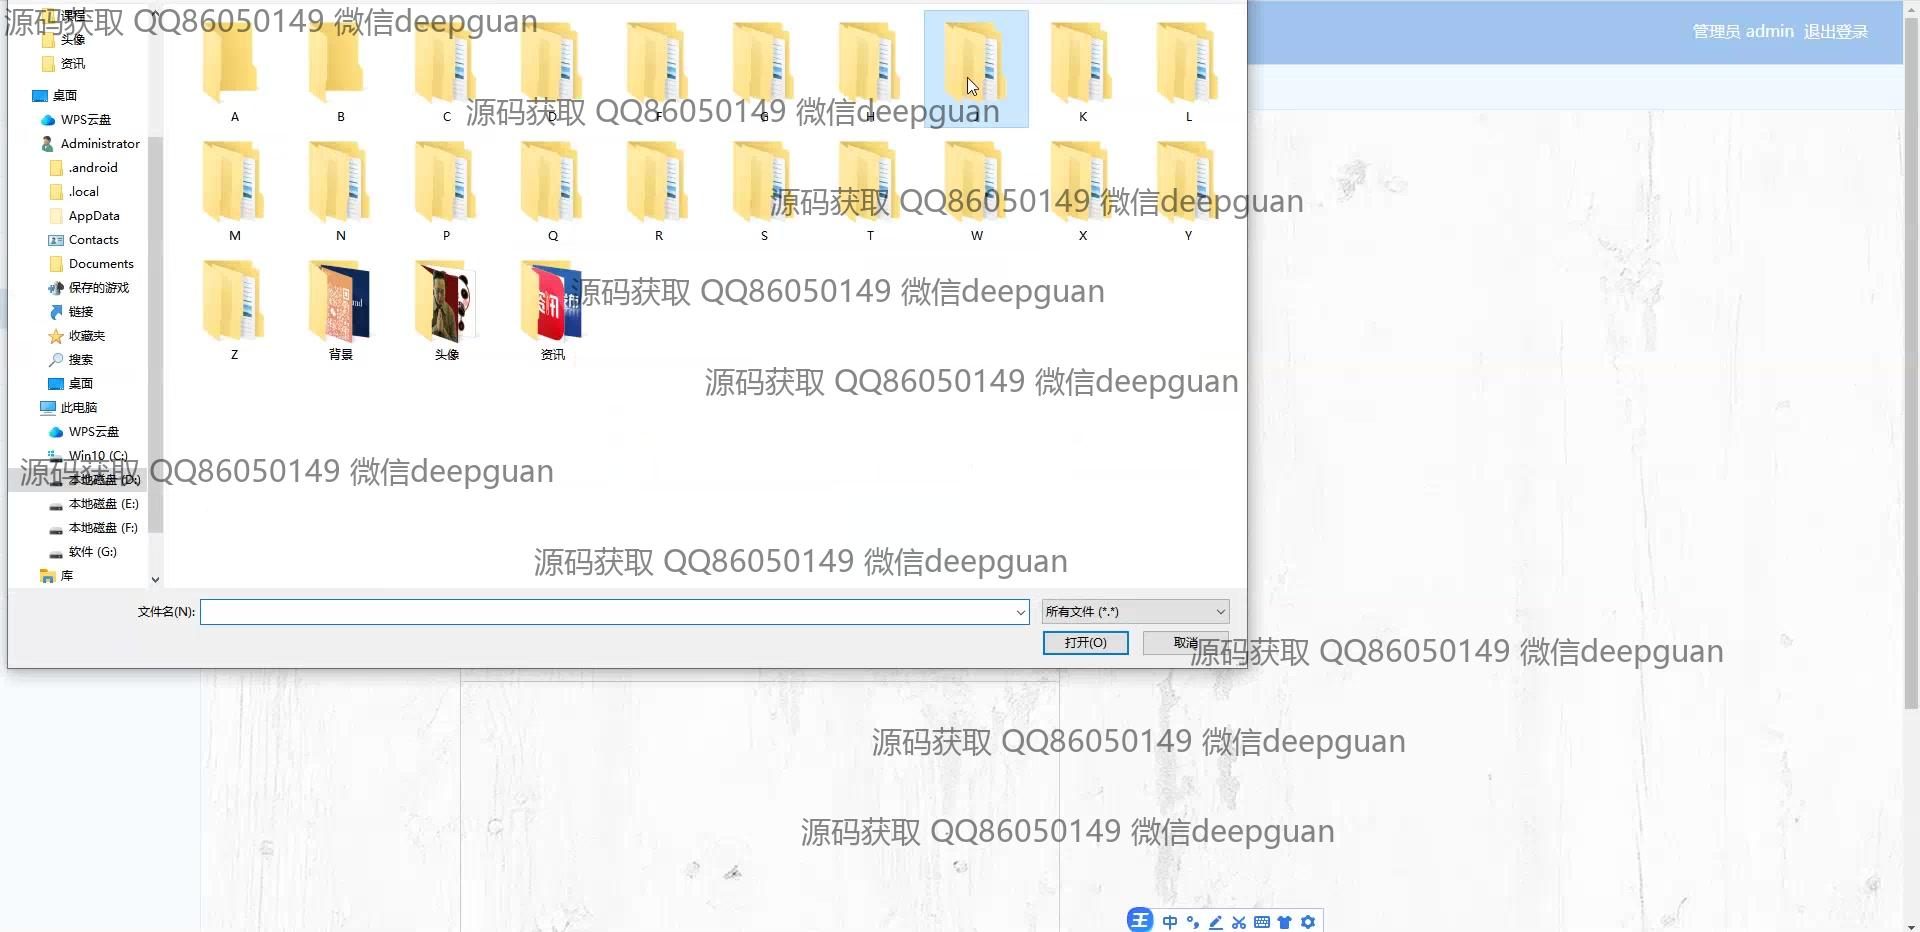 课程
源码获取 QQ86050149 微信deepguan
管理员 admin 退出登录
头像
资讯
桌面
WPS云盘
Administrator
.android
.local
AppData
Contacts
Documents
保存的游戏
链接
收藏夹
搜索
桌面
此电脑
WPS云盘
Win10 (C:)
本地磁盘 (D:)
本地磁盘 (E:)
本地磁盘 (F:)
软件 (G:)
库
A B C D F G H J K L
源码获取 QQ86050149 微信deepguan
M N P Q R S T W X Y
源码获取 QQ86050149 微信deepguan
Z 背景 头像 资讯
源码获取 QQ86050149 微信deepguan
源码获取 QQ86050149 微信deepguan
源码获取 QQ86050149 微信deepguan
源码获取 QQ86050149 微信deepguan
文件名(N):
所有文件 (*.*)
打开(O)
取消
源码获取 QQ86050149 微信deepguan
源码获取 QQ86050149 微信deepguan
源码获取 QQ86050149 微信deepguan
王 中